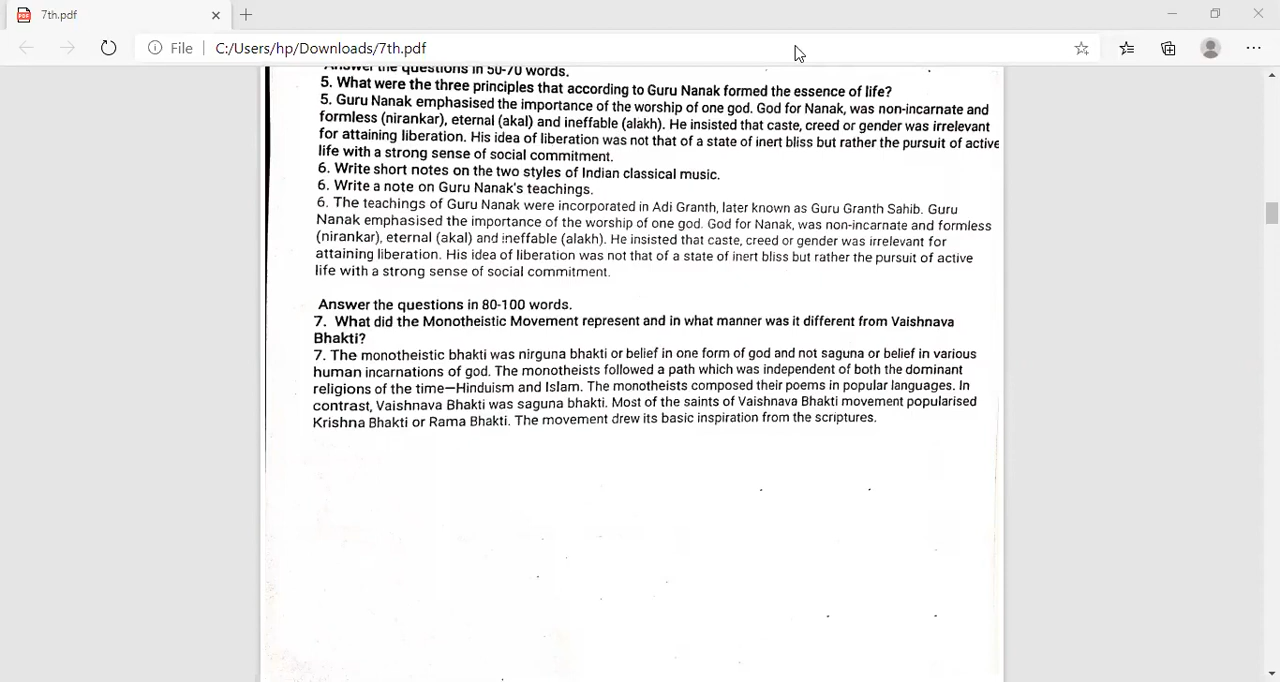 7th.pdf
File C:/Users/hp/Downloads/7th.pdf
Answer the questions in 50-70 words.
5. What were the three principles that according to Guru Nanak formed the essence of life?
5. Guru Nanak emphasised the importance of the worship of one god. God for Nanak, was non-incarnate and
formless (nirankar), eternal (akal) and ineffable (alakh). He insisted that caste, creed or gender was irrelevant
for attaining liberation. His idea of liberation was not that of a state of inert bliss but rather the pursuit of active
life with a strong sense of social commitment.
6. Write short notes on the two styles of Indian classical music.
6. Write a note on Guru Nanak's teachings.
6. The teachings of Guru Nanak were incorporated in Adi Granth, later known as Guru Granth Sahib. Guru
Nanak emphasised the importance of the worship of one god. God for Nanak, was non-incarnate and formless
(nirankar), eternal (akal) and ineffable (alakh). He insisted that caste, creed or gender was irrelevant for
attaining liberation. His idea of liberation was not that of a state of inert bliss but rather the pursuit of active
life with a strong sense of social commitment.
Answer the questions in 80-100 words.
7. What did the Monotheistic Movement represent and in what manner was it different from Vaishnava
Bhakti?
7. The monotheistic bhakti was nirguna bhakti or belief in one form of god and not saguna or belief in various
human incarnations of god. The monotheists followed a path which was independent of both the dominant
religions of the time—Hinduism and Islam. The monotheists composed their poems in popular languages. In
contrast, Vaishnava Bhakti was saguna bhakti. Most of the saints of Vaishnava Bhakti movement popularised
Krishna Bhakti or Rama Bhakti. The movement drew its basic inspiration from the scriptures.